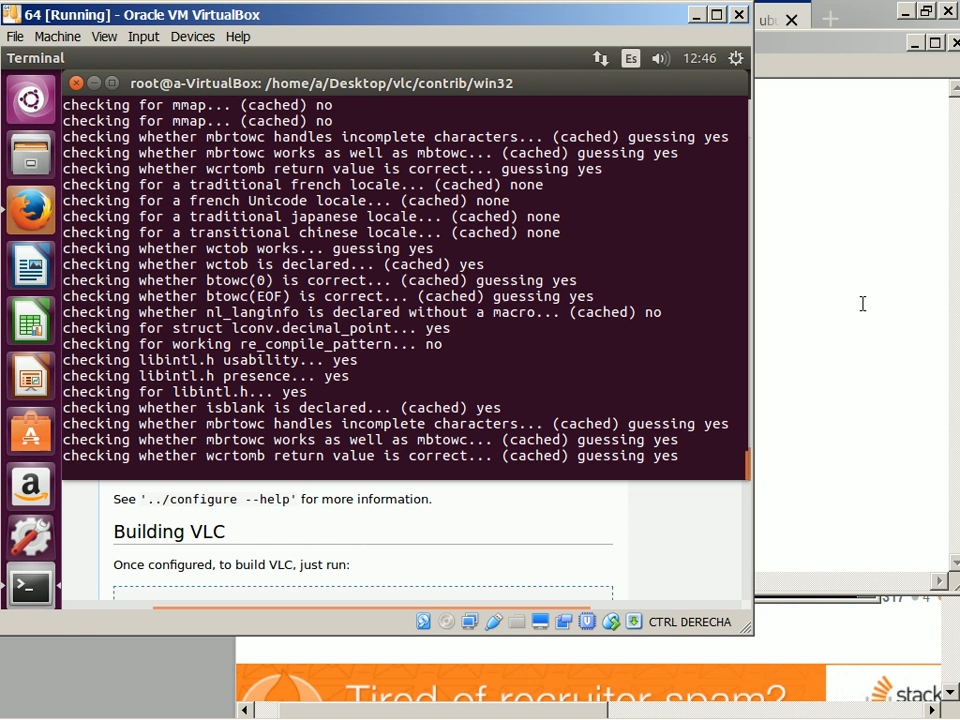 64 [Running] - Oracle VM VirtualBox
ubu
File Machine View Input Devices Help
Terminal
Es
12:46
root@a-VirtualBox: /home/a/Desktop/vlc/contrib/win32
checking for mmap... (cached) no
checking for mmap... (cached) no
checking whether mbrtowc handles incomplete characters... (cached) guessing yes
checking whether mbrtowc works as well as mbtowc... (cached) guessing yes
checking whether wcrtomb return value is correct... guessing yes
checking for a traditional french locale... (cached) none
checking for a french Unicode locale... (cached) none
checking for a traditional japanese locale... (cached) none
checking for a transitional chinese locale... (cached) none
checking whether wctob works... guessing yes
checking whether wctob is declared... (cached) yes
checking whether btowc(0) is correct... (cached) guessing yes
checking whether btowc(EOF) is correct... (cached) guessing yes
checking whether nl_langinfo is declared without a macro... (cached) no
checking for struct lconv.decimal_point... yes
checking for working re_compile_pattern... no
checking libintl.h usability... yes
checking libintl.h presence... yes
checking for libintl.h... yes
checking whether isblank is declared... (cached) yes
checking whether mbrtowc handles incomplete characters... (cached) guessing yes
checking whether mbrtowc works as well as mbtowc... (cached) guessing yes
checking whether wcrtomb return value is correct... (cached) guessing yes
See '../configure --help' for more information.
Building VLC
Once configured, to build VLC, just run:
CTRL DERECHA
Tired of recruiter spam?
stack